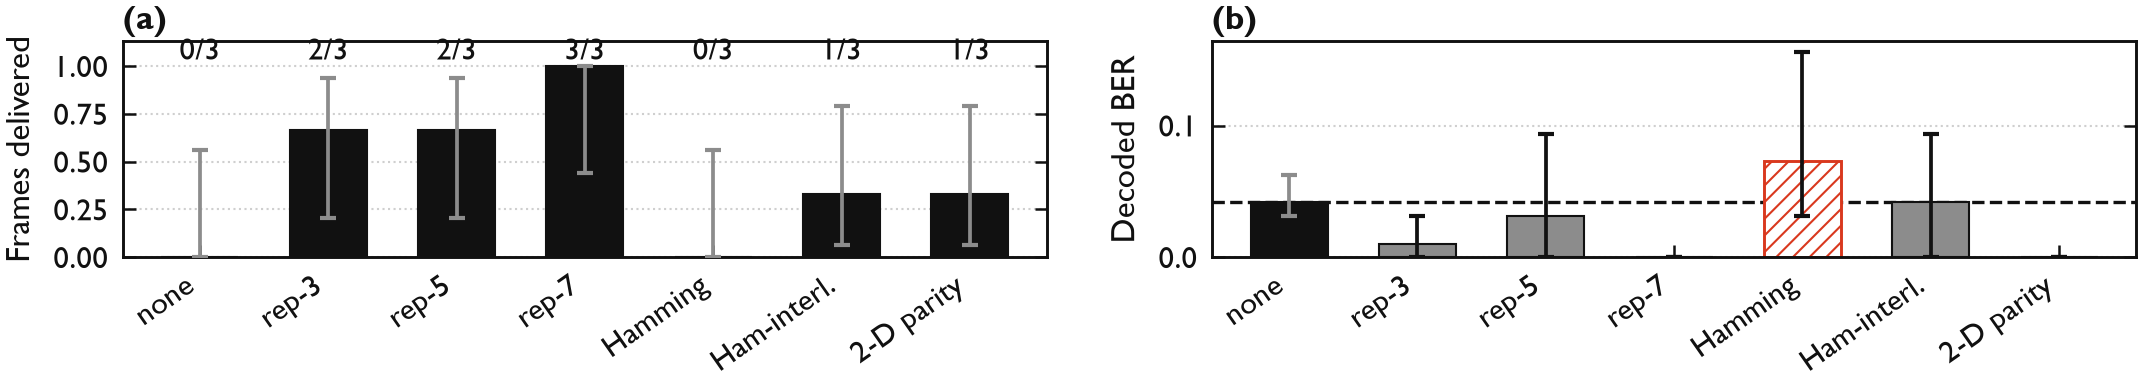 (a)
Frames delivered
1.00
0.75
0.50
0.25
0.00
0/3 2/3 2/3 3/3 0/3 1/3 1/3
none rep-3 rep-5 rep-7 Hamming Ham-interl. 2-D parity
(b)
Decoded BER
0.1
0.0
none rep-3 rep-5 rep-7 Hamming Ham-interl. 2-D parity